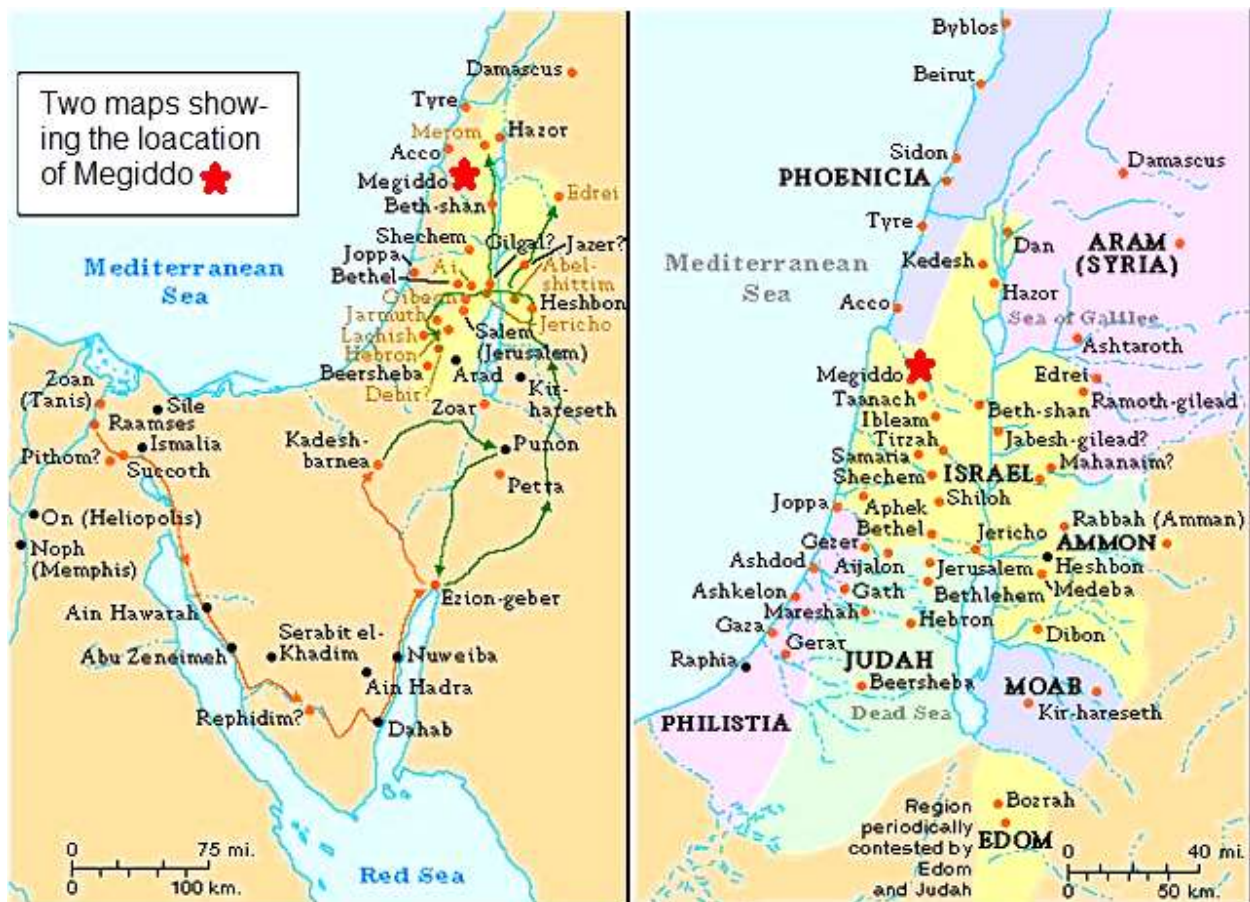 Two maps show-
ing the loacation
of Megiddo
Damascus
Tyre
Merom
Hazor
Acco
Megiddo
Edrei
Beth-shan
Shechem
Gilgal?
Jazer?
Joppa
Bethel
Ai
Abel-
shittim
Gibeon
Heshbon
Jarmuth
Jericho
Lachish
Salem
(Jerusalem)
Hebron
Beersheba
Arad
Kir-
hareseth
Debir
Zoar
Mediterranean
Sea
Zoan
(Tanis)
Sile
Raamses
Ismalia
Pithom?
Succoth
Kadesh-
barnea
Punon
Petra
On (Heliopolis)
Noph
(Memphis)
Ain Hawarah
Ezion-geber
Abu Zeneimeh
Serabit el-
Khadim
Nuweiba
Ain Hadra
Rephidim?
Dahab
0 75 mi.
0 100 km.
Red Sea
Byblos
Beirut
Sidon
Damascus
PHOENICIA
Tyre
Dan
ARAM
(SYRIA)
Kedesh
Mediterranean
Sea
Hazor
Acco
Sea of Galilee
Ashtaroth
Megiddo
Edrei
Taanach
Beth-shan
Ramoth-gilead
Ibleam
Tirzah
Jabesh-gilead?
Samaria
Mahanaim?
Shechem
ISRAEL
Joppa
Aphek
Shiloh
Bethel
Jericho
Rabbah (Amman)
Gezer
AMMON
Ashdod
Aijalon
Jerusalem
Heshbon
Ashkelon
Gath
Bethlehem
Medeba
Mareshah
Hebron
Gaza
Gerar
Dibon
Raphia
JUDAH
Beersheba
MOAB
Dead Sea
Kir-hareseth
PHILISTIA
Region
periodically
contested by
Edom
and Judah
Bozrah
EDOM
0 40 mi.
0 50 km.